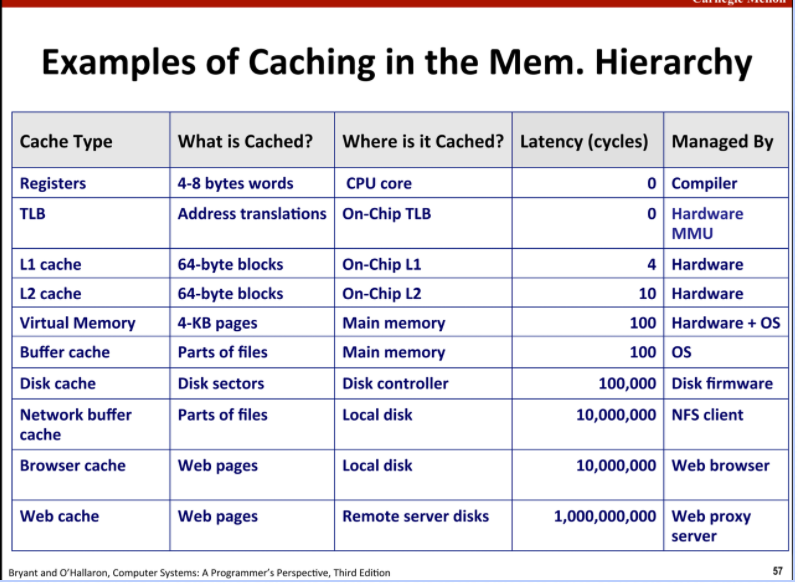 Carnegie Mellon
Examples of Caching in the Mem. Hierarchy
Cache Type What is Cached? Where is it Cached? Latency (cycles) Managed By
Registers 4-8 bytes words CPU core 0 Compiler
TLB Address translations On-Chip TLB 0 Hardware
MMU
L1 cache 64-byte blocks On-Chip L1 4 Hardware
L2 cache 64-byte blocks On-Chip L2 10 Hardware
Virtual Memory 4-KB pages Main memory 100 Hardware + OS
Buffer cache Parts of files Main memory 100 OS
Disk cache Disk sectors Disk controller 100,000 Disk firmware
Network buffer Parts of files Local disk 10,000,000 NFS client
cache
Browser cache Web pages Local disk 10,000,000 Web browser
Web cache Web pages Remote server disks 1,000,000,000 Web proxy
server
Bryant and O'Hallaron, Computer Systems: A Programmer's Perspective, Third Edition 57